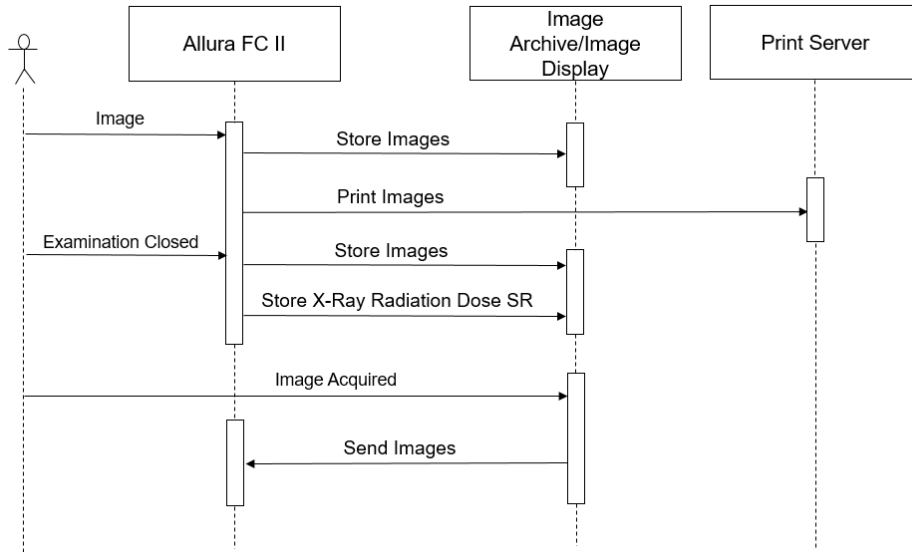 Allura FC II
Image
Archive/Image
Display
Print Server
Image
Store Images
Print Images
Examination Closed
Store Images
Store X-Ray Radiation Dose SR
Image Acquired
Send Images